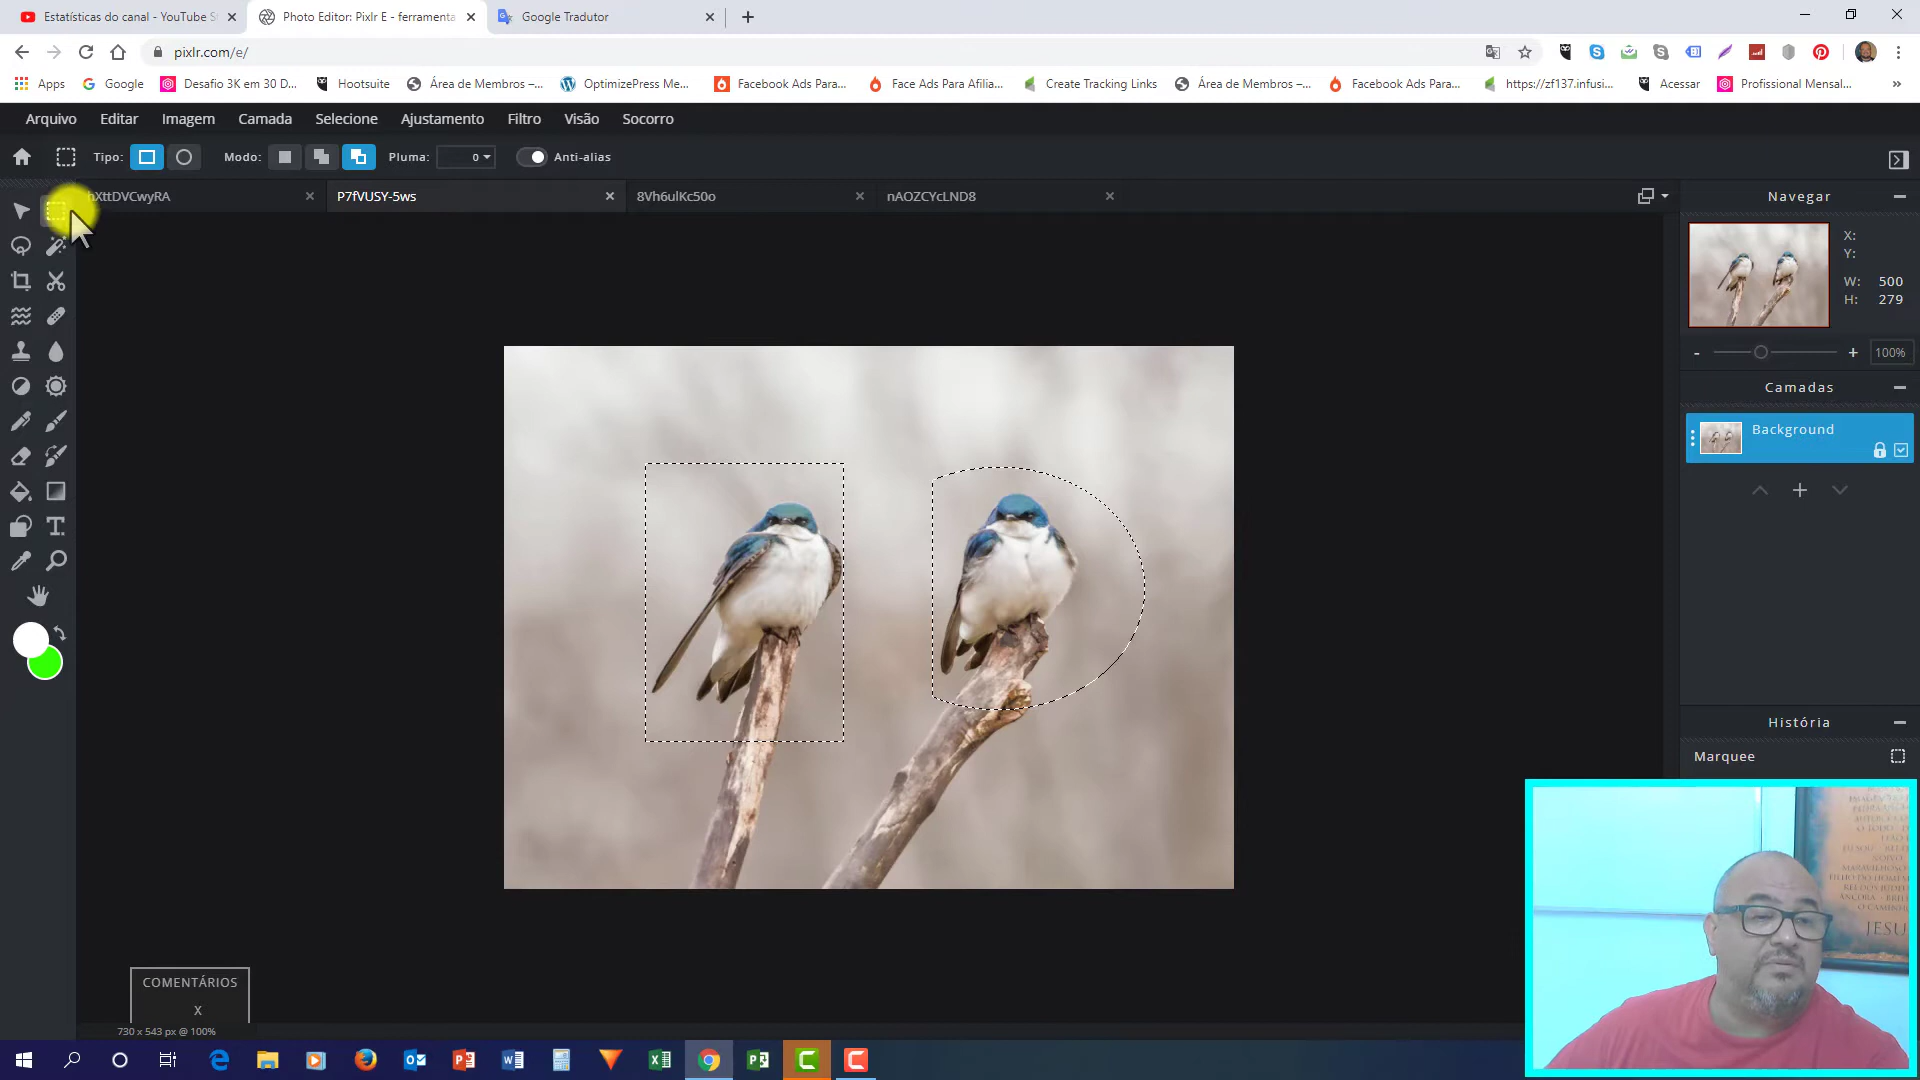 Estatísticas do canal - YouTube S
Photo Editor: Pixlr E - ferramenta
Google Tradutor
pixlr.com/e/
Apps
Google
Desafio 3K em 30 D...
Hootsuite
Área de Membros –...
OptimizePress Me...
Facebook Ads Para...
Face Ads Para Afilia...
Create Tracking Links
Área de Membros –...
Facebook Ads Para...
https://zf137.infusi...
Acessar
Profissional Mensal...
Arquivo
Editar
Imagem
Camada
Selecione
Ajustamento
Filtro
Visão
Socorro
Tipo:
Modo:
Pluma: 0
Anti-alias
hXttDVCwyRA
P7fVUSY-5ws
8Vh6ulKc50o
nAOZCYcLND8
Navegar
X:
Y:
W: 500
H: 279
- + 100%
Camadas
Background
História
Marquee
COMENTÁRIOS
X
730 x 543 px @ 100%
JESU